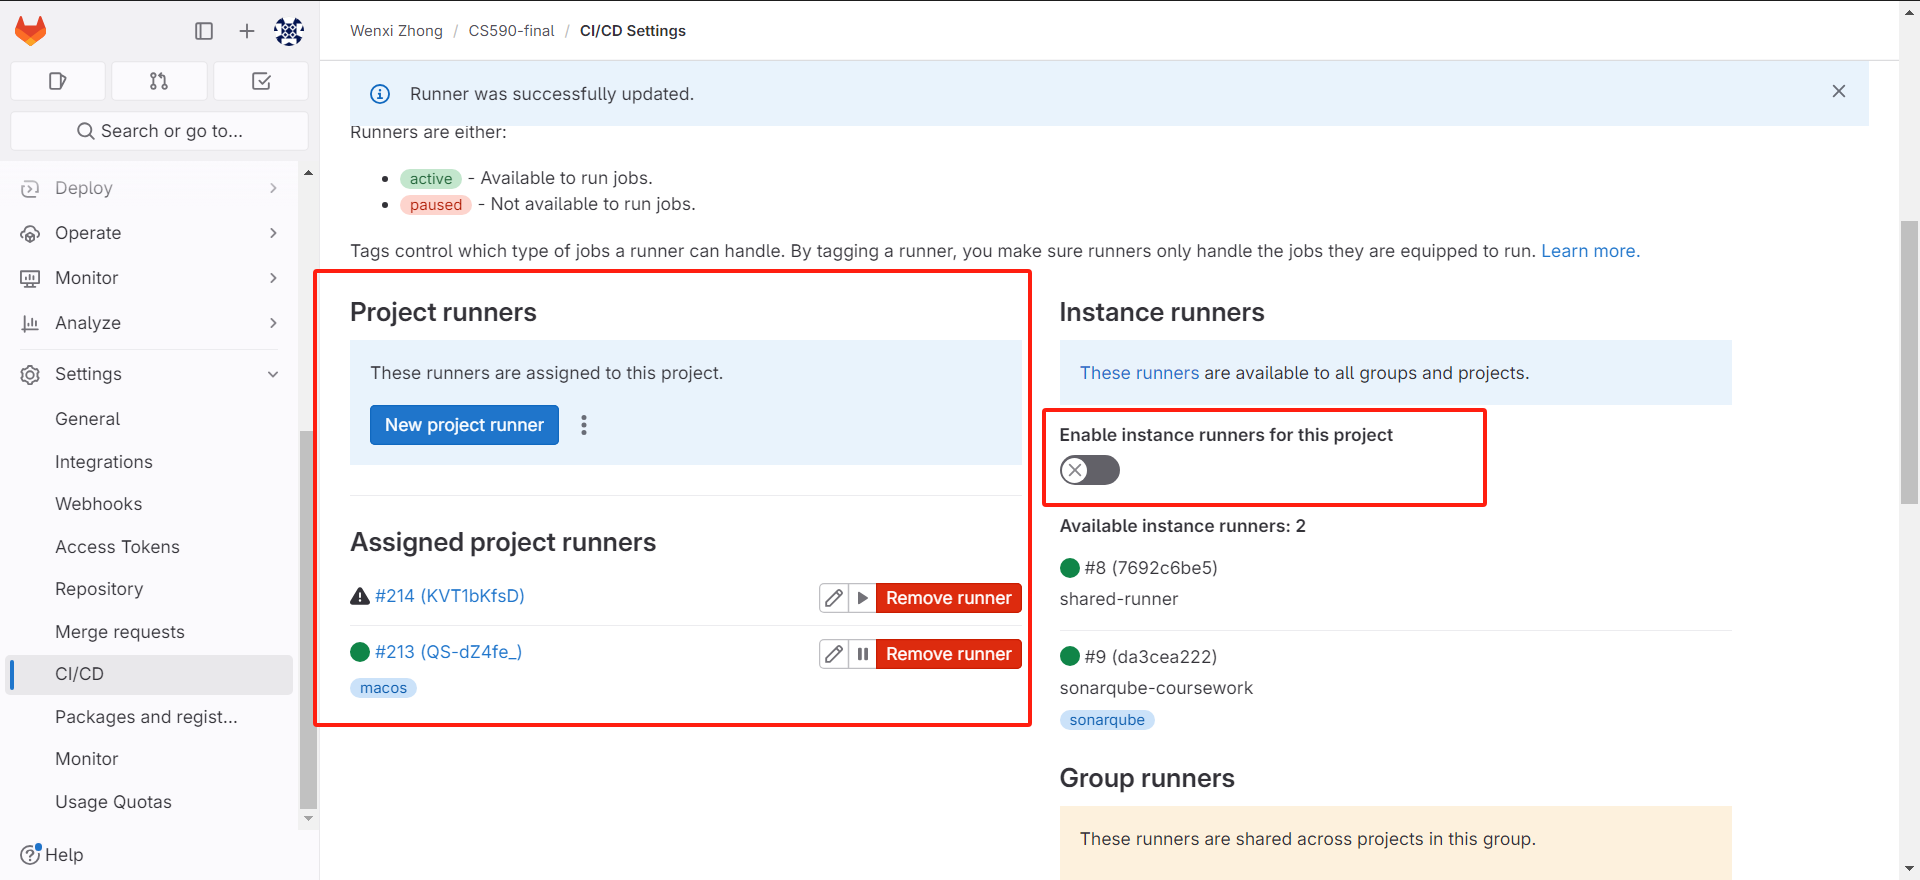 Wenxi Zhong / CS590-final / CI/CD Settings
Search or go to...
Deploy
Operate
Monitor
Analyze
Settings
General
Integrations
Webhooks
Access Tokens
Repository
Merge requests
CI/CD
Packages and regist...
Monitor
Usage Quotas
Help
Runner was successfully updated.
Runners are either:
active - Available to run jobs.
paused - Not available to run jobs.
Tags control which type of jobs a runner can handle. By tagging a runner, you make sure runners only handle the jobs they are equipped to run. Learn more.
Project runners
These runners are assigned to this project.
New project runner
Assigned project runners
#214 (KVT1bKfsD)
Remove runner
#213 (QS-dZ4fe_)
Remove runner
macos
Instance runners
These runners are available to all groups and projects.
Enable instance runners for this project
Available instance runners: 2
#8 (7692c6be5)
shared-runner
#9 (da3cea222)
sonarqube-coursework
sonarqube
Group runners
These runners are shared across projects in this group.